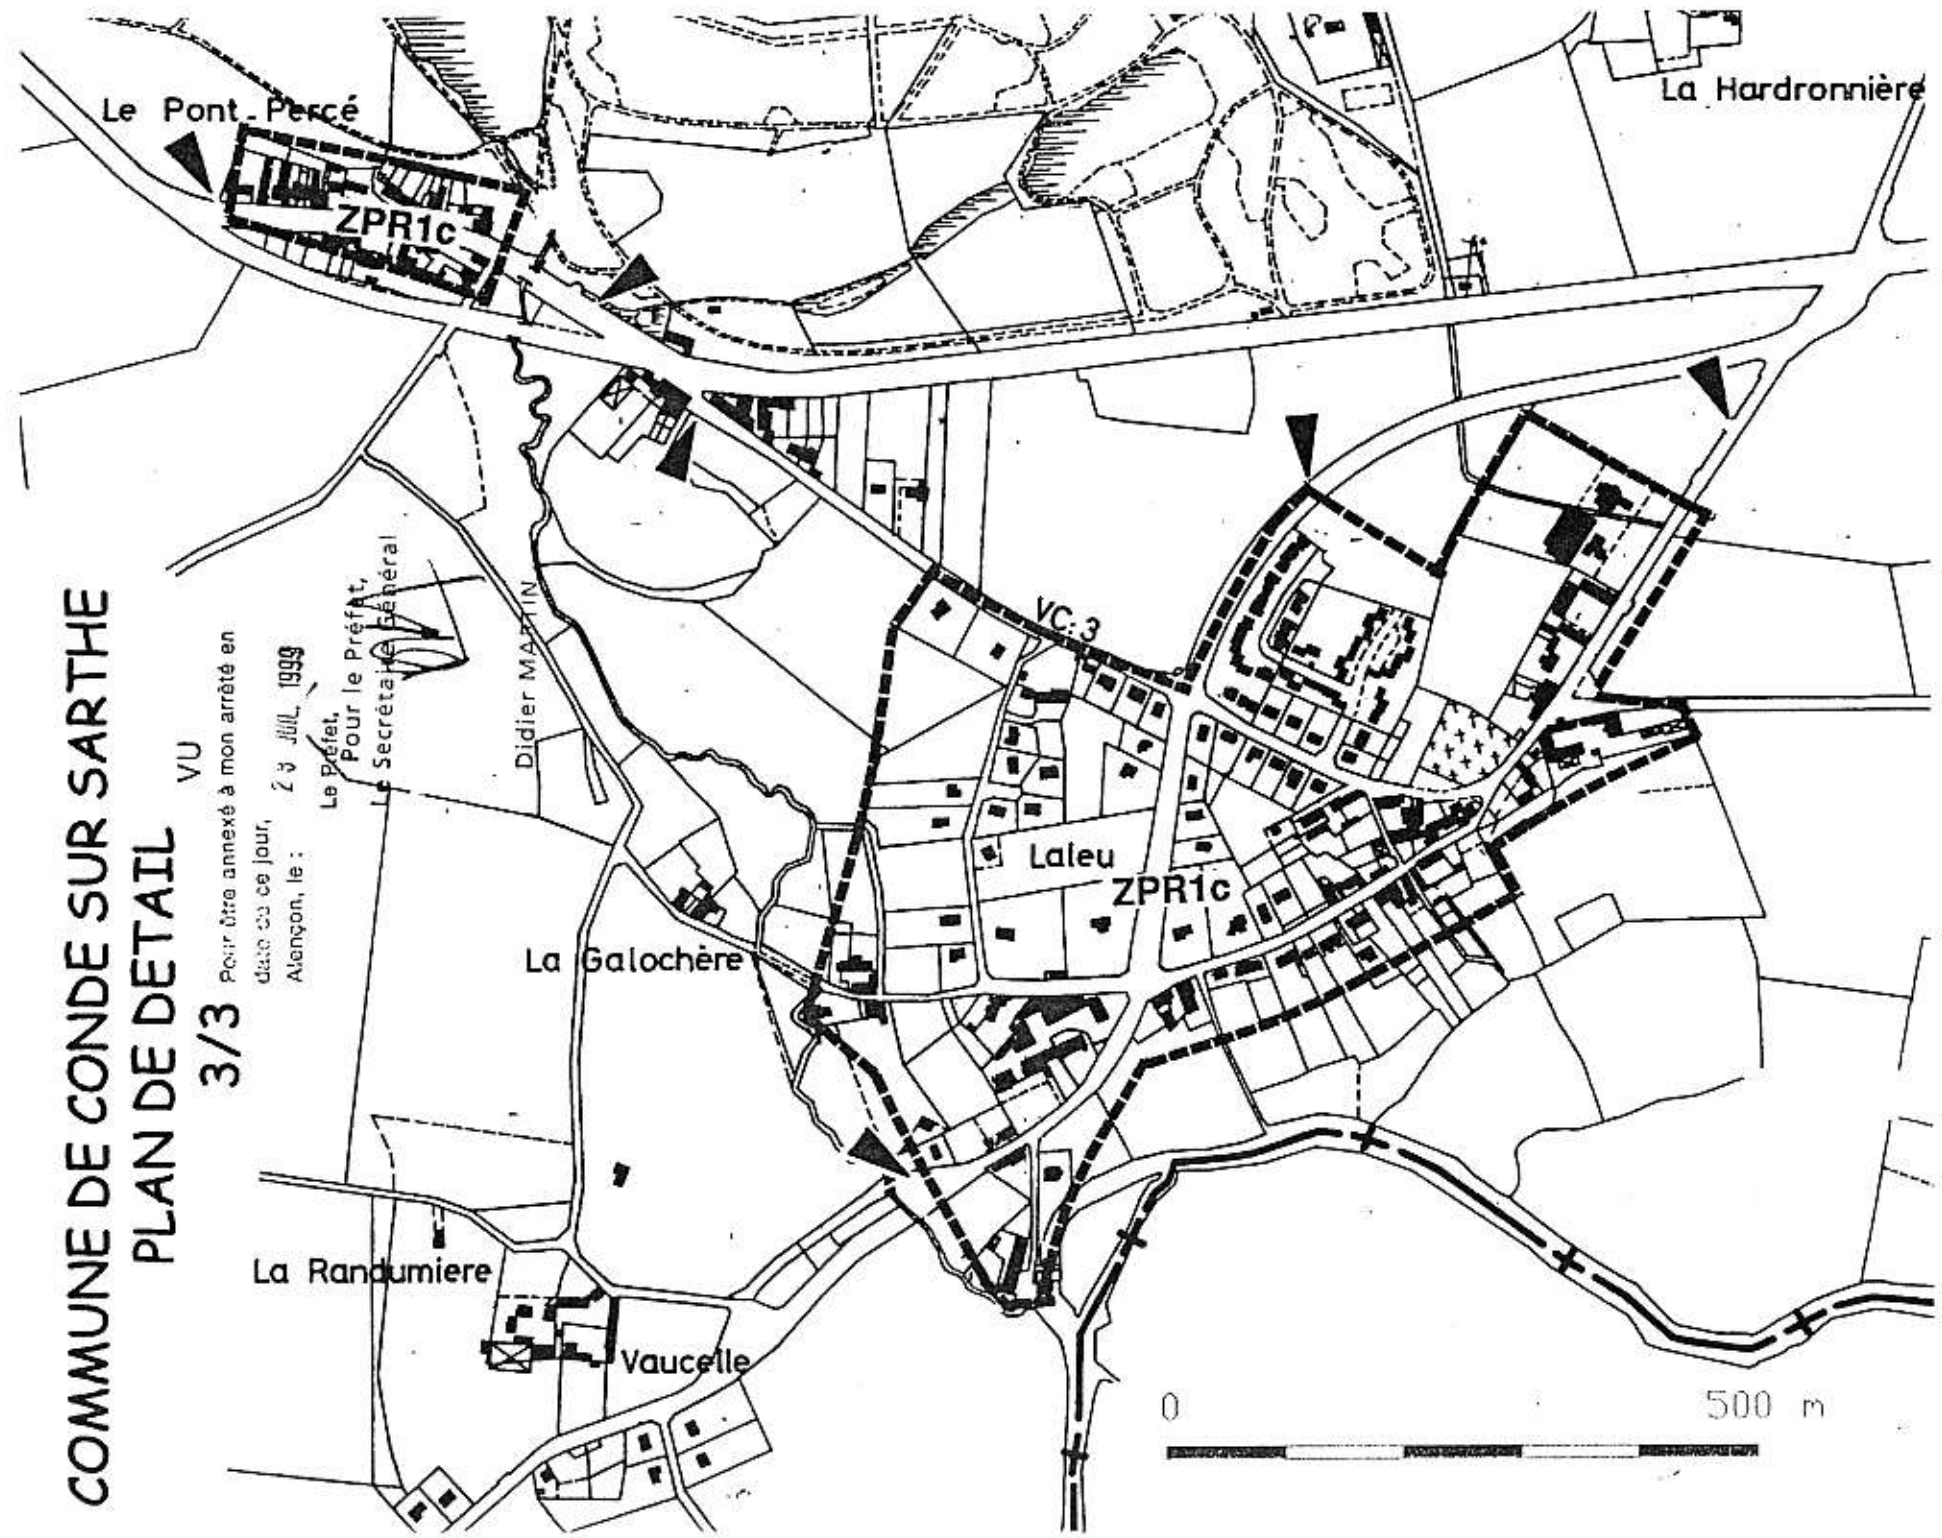 COMMUNE DE CONDE SUR SARTHE
PLAN DE DETAIL
3/3
VU
Pour être annexé à mon arrêté en
date de ce jour,
Alençon, le : JUIL. 1999
Le Préfet,
Pour le Préfet,
Le Secrétaire Général
Didier MARTIN
Le Pont-Percé
ZPR1c
La Hardronnière
VC.3
Laleu
ZPR1c
La Galochère
La Randumiere
Vaucelle
0
500 m